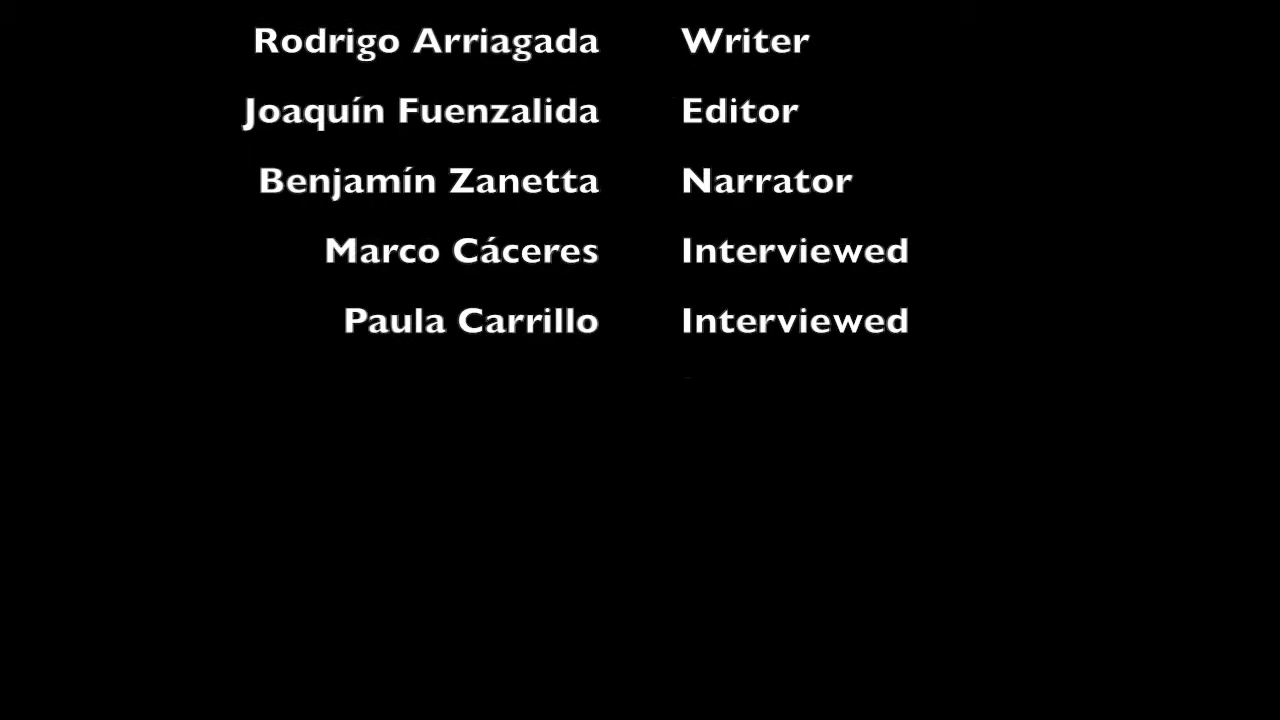 Rodrigo Arriagada Writer
Joaquín Fuenzalida Editor
Benjamín Zanetta Narrator
Marco Cáceres Interviewed
Paula Carrillo Interviewed